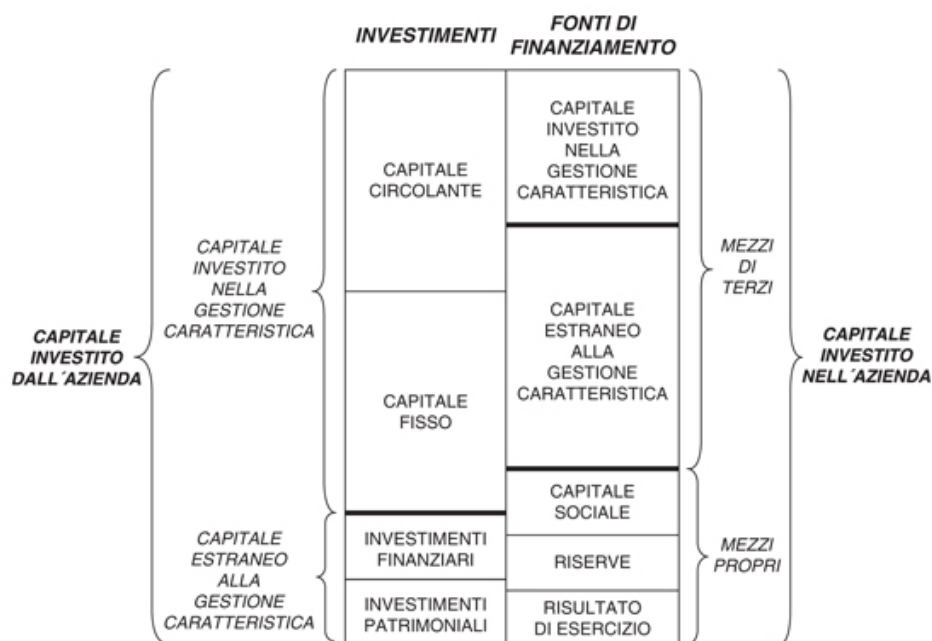 INVESTIMENTI
FONTI DI
FINANZIAMENTO
CAPITALE
INVESTITO
DALL´AZIENDA
CAPITALE
INVESTITO
NELLA
GESTIONE
CARATTERISTICA
CAPITALE
ESTRANEO
ALLA
GESTIONE
CARATTERISTICA
CAPITALE
CIRCOLANTE
CAPITALE
FISSO
INVESTIMENTI
FINANZIARI
INVESTIMENTI
PATRIMONIALI
CAPITALE
INVESTITO
NELLA
GESTIONE
CARATTERISTICA
CAPITALE
ESTRANEO
ALLA
GESTIONE
CARATTERISTICA
CAPITALE
SOCIALE
RISERVE
RISULTATO
DI ESERCIZIO
MEZZI
DI
TERZI
MEZZI
PROPRI
CAPITALE
INVESTITO
NELL´AZIENDA